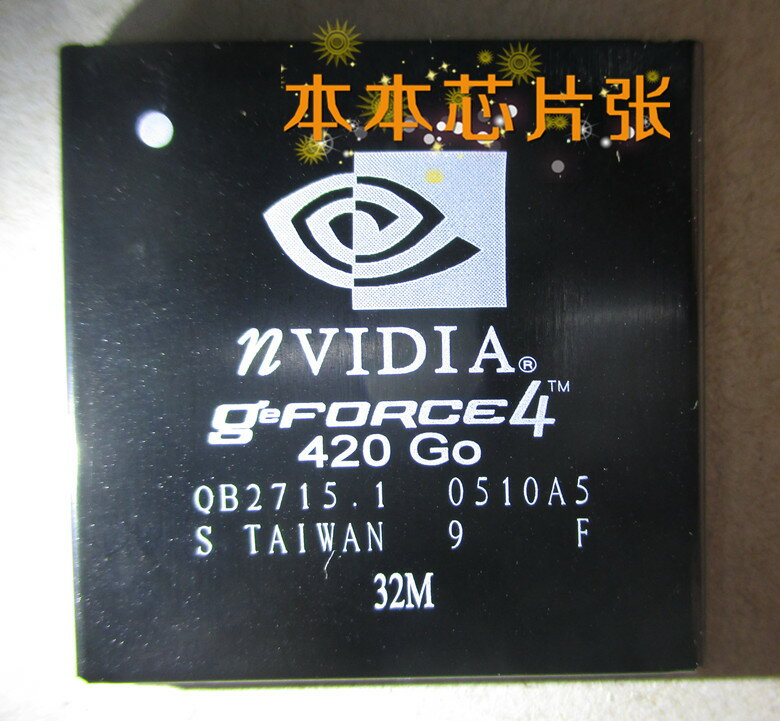 本本芯片张
nVIDIA®
geFORCE4™
420 Go
QB2715.1 0510A5
S TAIWAN 9 F
32M